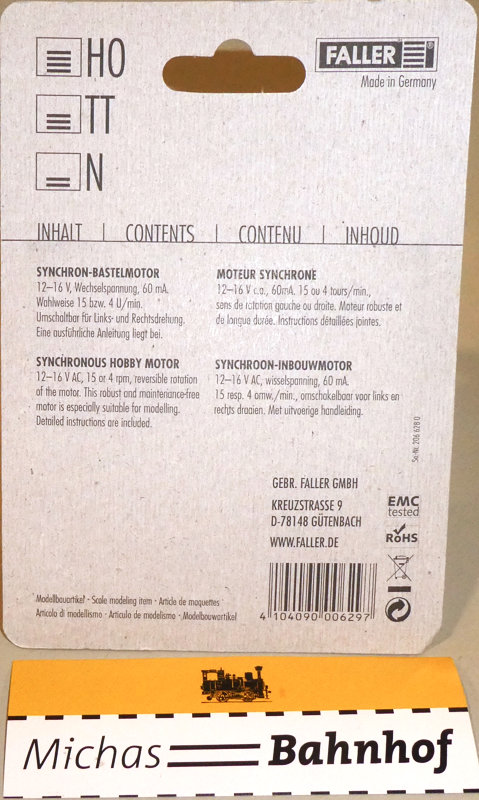 HO
FALLER
Made in Germany
TT
N
INHALT | CONTENTS | CONTENU | INHOUD
SYNCHRON-BASTELMOTOR
12–16 V, Wechselspannung, 60 mA.
Wahlweise 15 bzw. 4 U/min.
Umschaltbar für Links- und Rechtsdrehung.
Eine ausführliche Anleitung liegt bei.
MOTEUR SYNCHRONE
12–16 V c.a., 60mA. 15 ou 4 tours/min.,
sens de rotation gauche ou droite. Moteur robuste et
de longue durée. Instructions détaillées jointes.
SYNCHRONOUS HOBBY MOTOR
12–16 V AC, 15 or 4 rpm, reversible rotation
of the motor. This robust and maintenance-free
motor is especially suitable for modelling.
Detailed instructions are included.
SYNCHROON-INBOUWMOTOR
12–16 V AC, wisselspanning, 60 mA.
15 resp. 4 omw./min., omschakelbaar voor links en
rechts draaien. Met uitvoerige handleiding.
Sa-Nr. 206 628 0
GEBR. FALLER GMBH
KREUZSTRASSE 9
D-78148 GÜTENBACH
WWW.FALLER.DE
EMC
tested
RoHS
Modellbauartikel · Scale modeling item · Article de maquettes
Articolo di modellismo · Articulo de modelismo · Modelbouwartikel
4 104090 006297
Michas Bahnhof